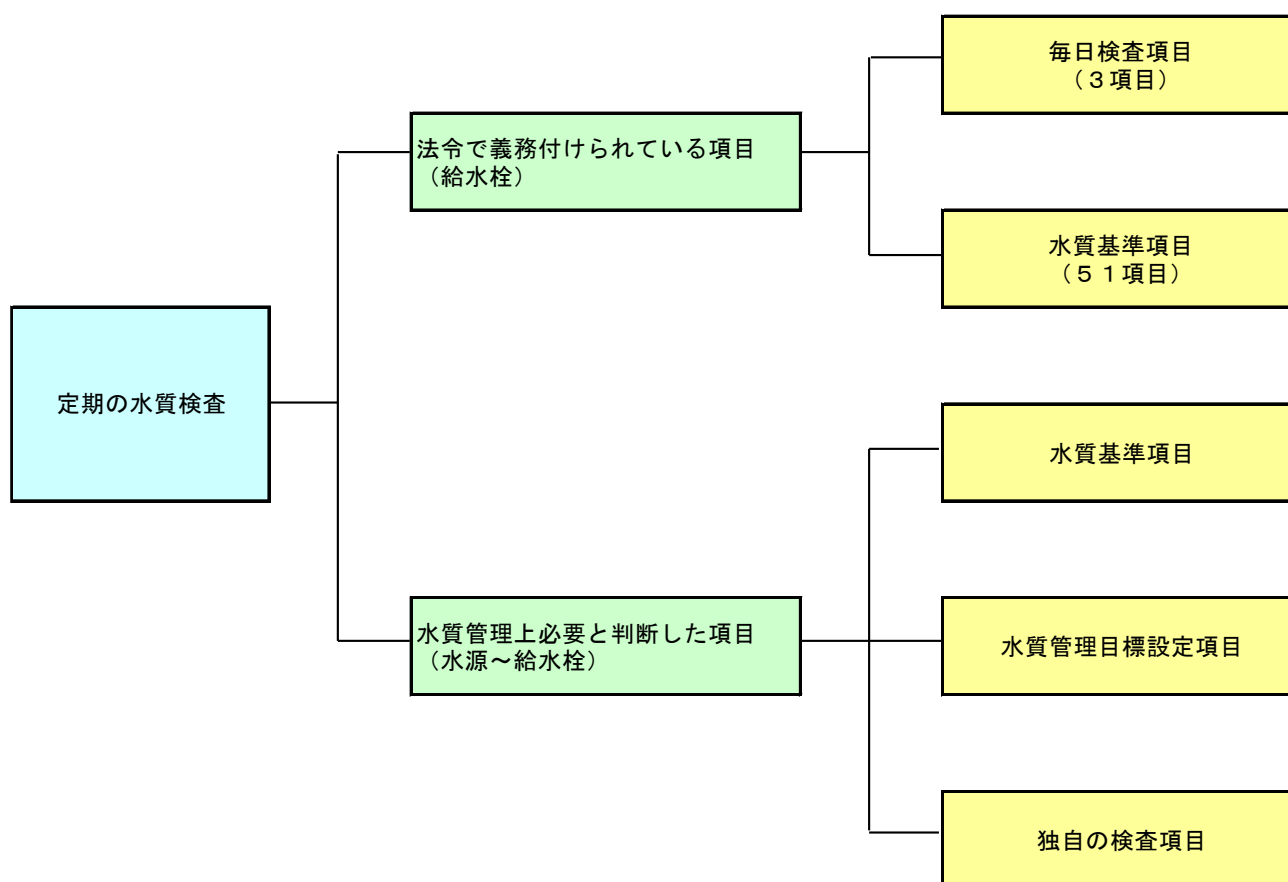 定期の水質検査
法令で義務付けられている項目
（給水栓）
毎日検査項目
（３項目）
水質基準項目
（５１項目）
水質管理上必要と判断した項目
（水源～給水栓）
水質基準項目
水質管理目標設定項目
独自の検査項目